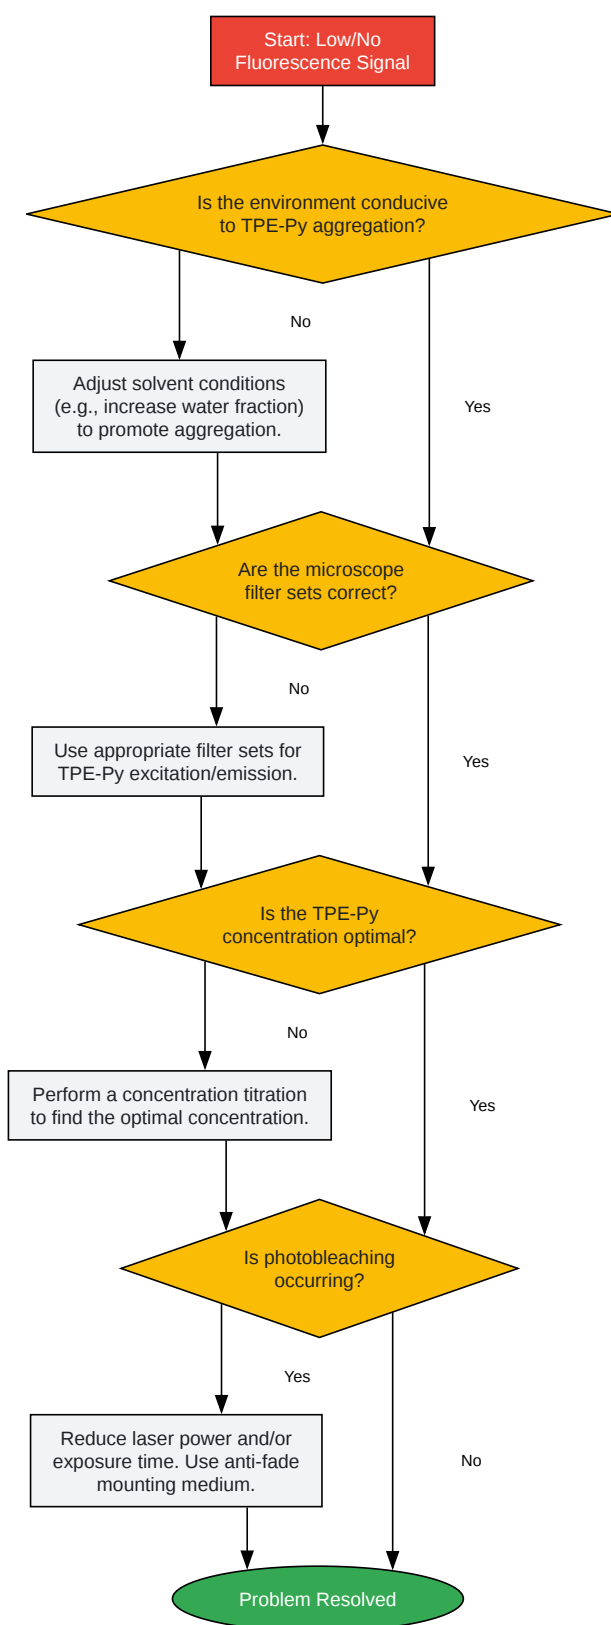 Start: Low/No
Fluorescence Signal
Is the environment conducive
to TPE-Py aggregation?
No
Adjust solvent conditions
(e.g., increase water fraction)
to promote aggregation.
Yes
Are the microscope
filter sets correct?
No
Use appropriate filter sets for
TPE-Py excitation/emission.
Yes
Is the TPE-Py
concentration optimal?
No
Perform a concentration titration
to find the optimal concentration.
Yes
Is photobleaching
occurring?
Yes
Reduce laser power and/or
exposure time. Use anti-fade
mounting medium.
No
Problem Resolved